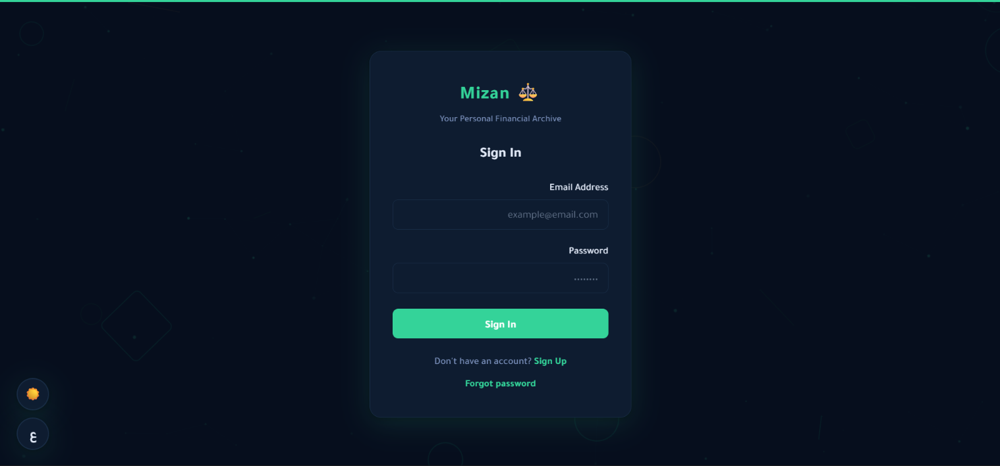 Mizan ⚖️
Your Personal Financial Archive
Sign In
Email Address
example@email.com
Password
••••••••
Sign In
Don't have an account? Sign Up
Forgot password
ع